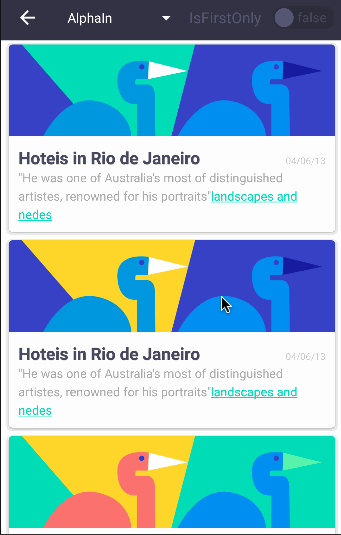 AlphaIn
IsFirstOnly
false
Hoteis in Rio de Janeiro
04/06/13
"He was one of Australia's most of distinguished
artistes, renowned for his portraits"landscapes and
nedes
Hoteis in Rio de Janeiro
04/06/13
"He was one of Australia's most of distinguished
artistes, renowned for his portraits"landscapes and
nedes